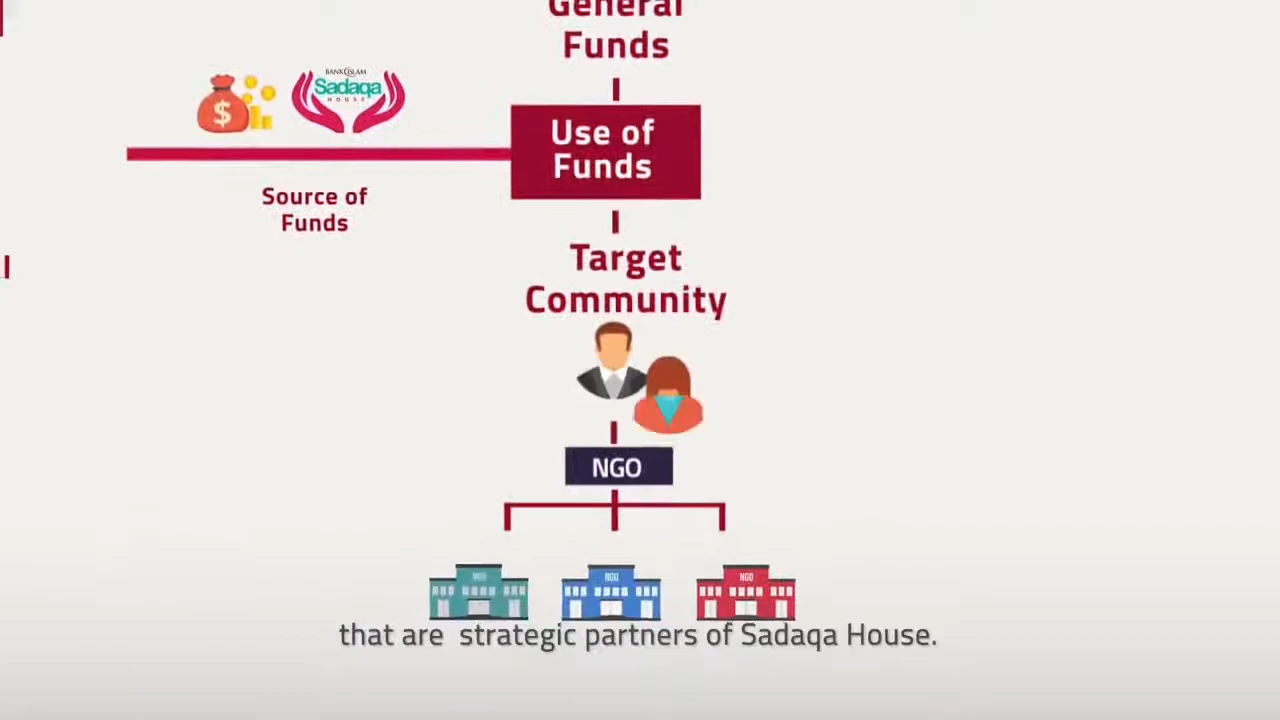 General
Funds
BANK ISLAM
Sadaqa
HOUSE
$
Use of
Funds
Source of
Funds
Target
Community
NGO
NGO
NGO
NGO
that are strategic partners of Sadaqa House.